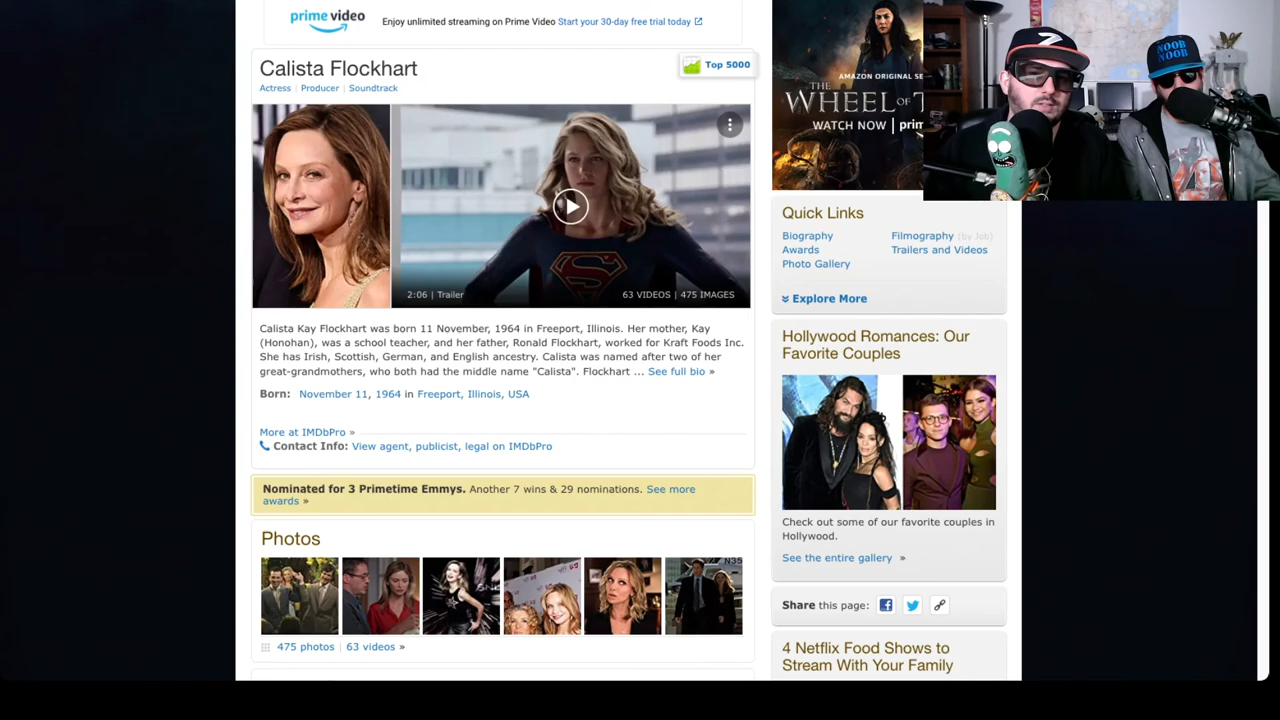 prime video
Enjoy unlimited streaming on Prime Video Start your 30-day free trial today
Calista Flockhart
Top 5000
Actress | Producer | Soundtrack
2:06 | Trailer
63 VIDEOS | 475 IMAGES
Calista Kay Flockhart was born 11 November, 1964 in Freeport, Illinois. Her mother, Kay
(Honohan), was a school teacher, and her father, Ronald Flockhart, worked for Kraft Foods Inc.
She has Irish, Scottish, German, and English ancestry. Calista was named after two of her
great-grandmothers, who both had the middle name "Calista". Flockhart ... See full bio »
Born: November 11, 1964 in Freeport, Illinois, USA
More at IMDbPro »
Contact Info: View agent, publicist, legal on IMDbPro
Nominated for 3 Primetime Emmys. Another 7 wins & 29 nominations. See more
awards »
Photos
N35
475 photos | 63 videos »
AMAZON ORIGINAL SE
THE
WHEEL OF T
WATCH NOW | prim
NOOB
NOOB
Quick Links
Biography
Filmography (by Job)
Awards
Trailers and Videos
Photo Gallery
Explore More
Hollywood Romances: Our
Favorite Couples
Check out some of our favorite couples in
Hollywood.
See the entire gallery »
Share this page:
4 Netflix Food Shows to
Stream With Your Family